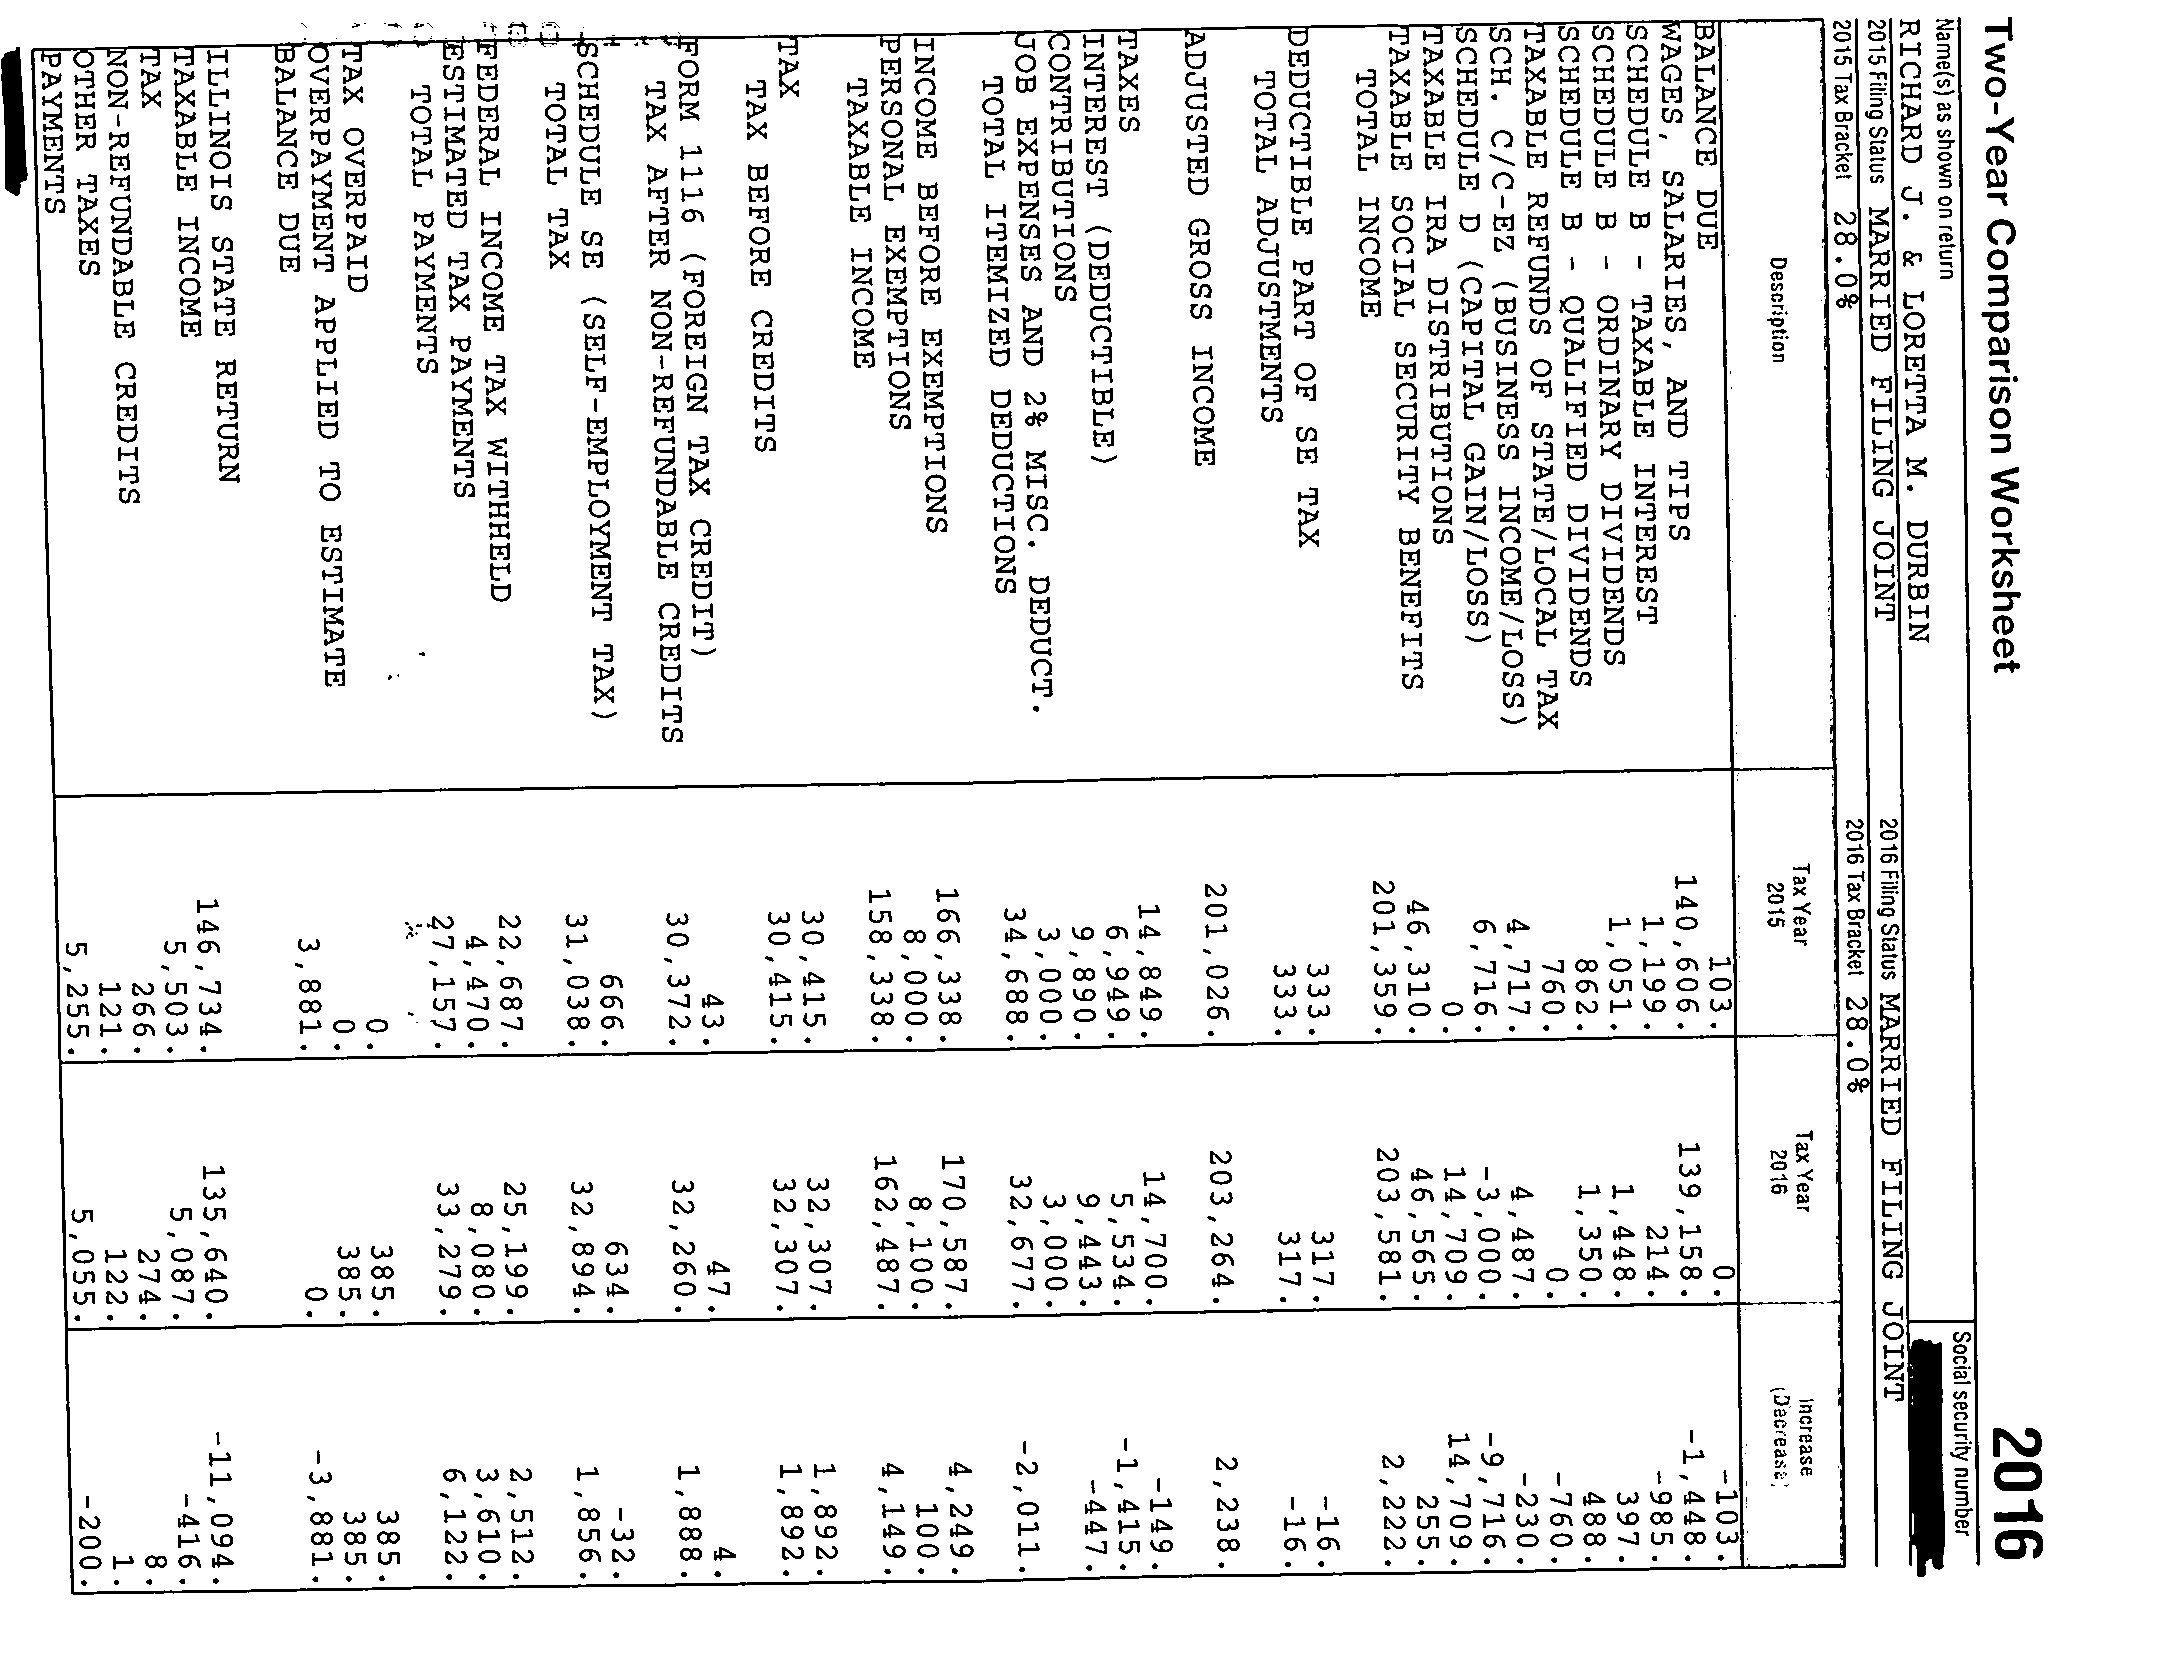 Two-Year Comparison Worksheet 2016
Name(s) as shown on return Social security number
RICHARD J. & LORETTA M. DURBIN
2015 Filing Status MARRIED FILING JOINT 2016 Filing Status MARRIED FILING JOINT
2015 Tax Bracket 28.0% 2016 Tax Bracket 28.0%
Description Tax Year 2015 Tax Year 2016 Increase (Decrease)
BALANCE DUE 103. 0. -103.
WAGES, SALARIES, AND TIPS 140,606. 139,158. -1,448.
SCHEDULE B - TAXABLE INTEREST 1,199. 214. -985.
SCHEDULE B - ORDINARY DIVIDENDS 1,051. 1,448. 397.
SCHEDULE B - QUALIFIED DIVIDENDS 862. 1,350. 488.
TAXABLE REFUNDS OF STATE/LOCAL TAX 760. 0. -760.
SCH. C/C-EZ (BUSINESS INCOME/LOSS) 4,717. 4,487. -230.
SCHEDULE D (CAPITAL GAIN/LOSS) 6,716. -3,000. -9,716.
TAXABLE IRA DISTRIBUTIONS 0. 14,709. 14,709.
TAXABLE SOCIAL SECURITY BENEFITS 46,310. 46,565. 255.
TOTAL INCOME 201,359. 203,581. 2,222.
DEDUCTIBLE PART OF SE TAX 333. 317. -16.
TOTAL ADJUSTMENTS 333. 317. -16.
ADJUSTED GROSS INCOME 201,026. 203,264. 2,238.
TAXES 14,849. 14,700. -149.
INTEREST (DEDUCTIBLE) 6,949. 5,534. -1,415.
CONTRIBUTIONS 9,890. 9,443. -447.
JOB EXPENSES AND 2% MISC. DEDUCT. 3,000. 3,000.
TOTAL ITEMIZED DEDUCTIONS 34,688. 32,677. -2,011.
INCOME BEFORE EXEMPTIONS 166,338. 170,587. 4,249.
PERSONAL EXEMPTIONS 8,000. 8,100. 100.
TAXABLE INCOME 158,338. 162,487. 4,149.
TAX 30,415. 32,307. 1,892.
TAX BEFORE CREDITS 30,415. 32,307. 1,892.
FORM 1116 (FOREIGN TAX CREDIT) 43. 47. 4.
TAX AFTER NON-REFUNDABLE CREDITS 30,372. 32,260. 1,888.
SCHEDULE SE (SELF-EMPLOYMENT TAX) 666. 634. -32.
TOTAL TAX 31,038. 32,894. 1,856.
FEDERAL INCOME TAX WITHHELD 22,687. 25,199. 2,512.
ESTIMATED TAX PAYMENTS 4,470. 8,080. 3,610.
TOTAL PAYMENTS 27,157. 33,279. 6,122.
TAX OVERPAID 0. 385. 385.
OVERPAYMENT APPLIED TO ESTIMATE 0. 385. 385.
BALANCE DUE 3,881. 0. -3,881.
ILLINOIS STATE RETURN
TAXABLE INCOME 146,734. 135,640. -11,094.
TAX 5,503. 5,087. -416.
NON-REFUNDABLE CREDITS 266. 274. 8.
OTHER TAXES 121. 122. 1.
PAYMENTS 5,255. 5,055. -200.